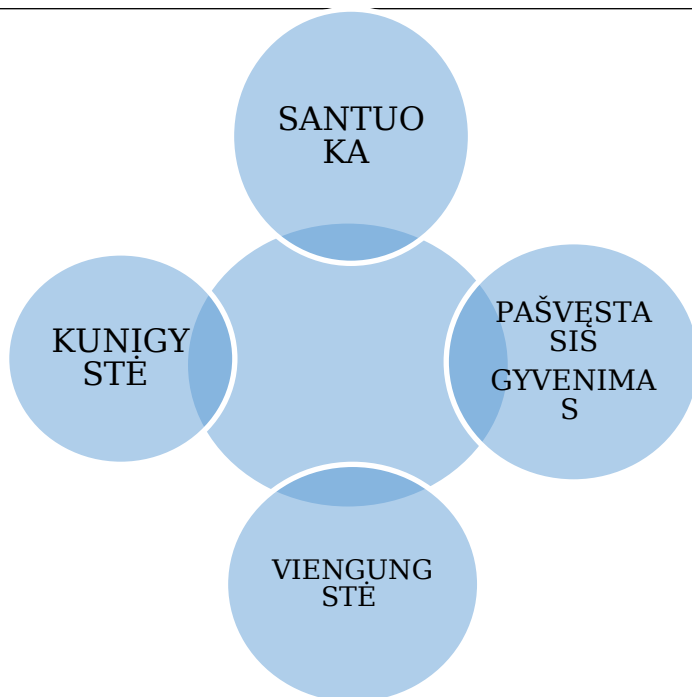 SANTUO
KA
KUNIGY
STĖ
PAŠVĘSTA
SIS
GYVENIMA
S
VIENGUNG
STĖ